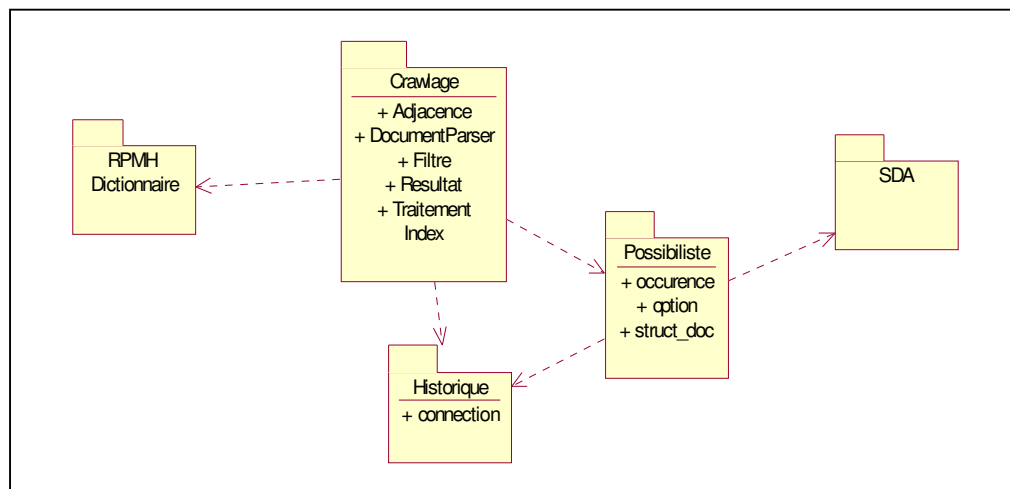 Crawlage
+ Adjacence
+ DocumentParser
+ Filtre
+ Resultat
+ Traitement
Index
RPMH
Dictionnaire
SDA
Possibiliste
+ occurence
+ option
+ struct_doc
Historique
+ connection